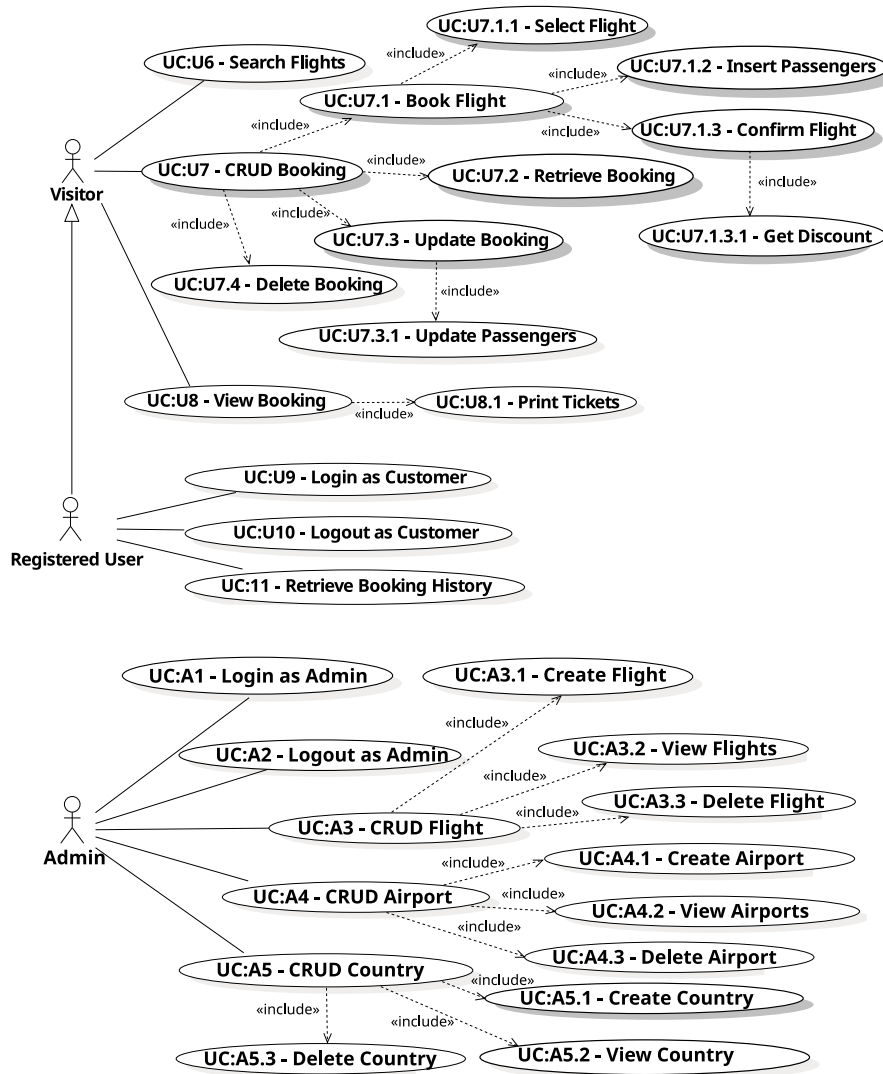 UC:U7.1.1 - Select Flight
«include»
UC:U6 - Search Flights
UC:U7.1.2 - Insert Passengers
«include»
UC:U7.1 - Book Flight
«include»
«include»
UC:U7.1.3 - Confirm Flight
«include»
UC:U7 - CRUD Booking
UC:U7.2 - Retrieve Booking
«include»
Visitor
«include»
«include»
UC:U7.3 - Update Booking
UC:U7.1.3.1 - Get Discount
UC:U7.4 - Delete Booking
«include»
UC:U7.3.1 - Update Passengers
UC:U8 - View Booking
«include»
UC:U8.1 - Print Tickets
UC:U9 - Login as Customer
UC:U10 - Logout as Customer
Registered User
UC:11 - Retrieve Booking History
UC:A1 - Login as Admin
UC:A3.1 - Create Flight
«include»
UC:A2 - Logout as Admin
UC:A3.2 - View Flights
«include»
UC:A3.3 - Delete Flight
«include»
UC:A3 - CRUD Flight
Admin
«include»
UC:A4.1 - Create Airport
UC:A4 - CRUD Airport
«include»
UC:A4.2 - View Airports
«include»
UC:A4.3 - Delete Airport
UC:A5 - CRUD Country
«include»
UC:A5.1 - Create Country
«include»
«include»
UC:A5.3 - Delete Country
UC:A5.2 - View Country